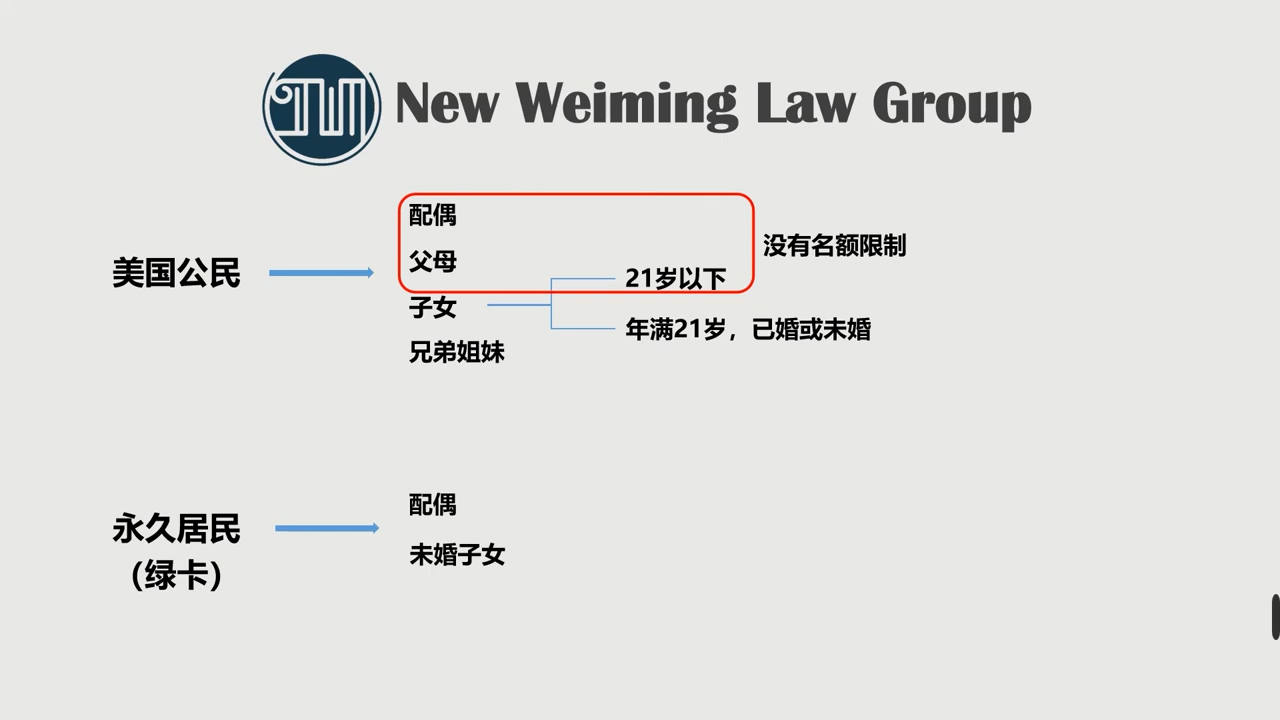 New Weiming Law Group
配偶
父母
美国公民
没有名额限制
21岁以下
子女
年满21岁，已婚或未婚
兄弟姐妹
配偶
永久居民
（绿卡）
未婚子女